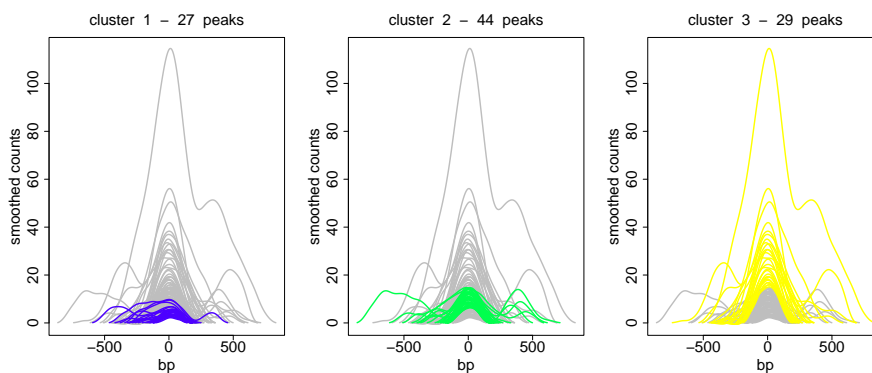 cluster 1 − 27 peaks
smoothed counts
0 20 40 60 80 100
−500 0 500
bp
cluster 2 − 44 peaks
smoothed counts
0 20 40 60 80 100
−500 0 500
bp
cluster 3 − 29 peaks
smoothed counts
0 20 40 60 80 100
−500 0 500
bp